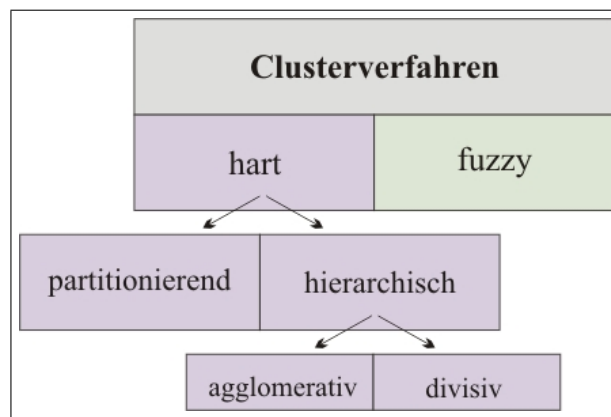 Clusterverfahren
hart fuzzy
partitionierend hierarchisch
agglomerativ divisiv